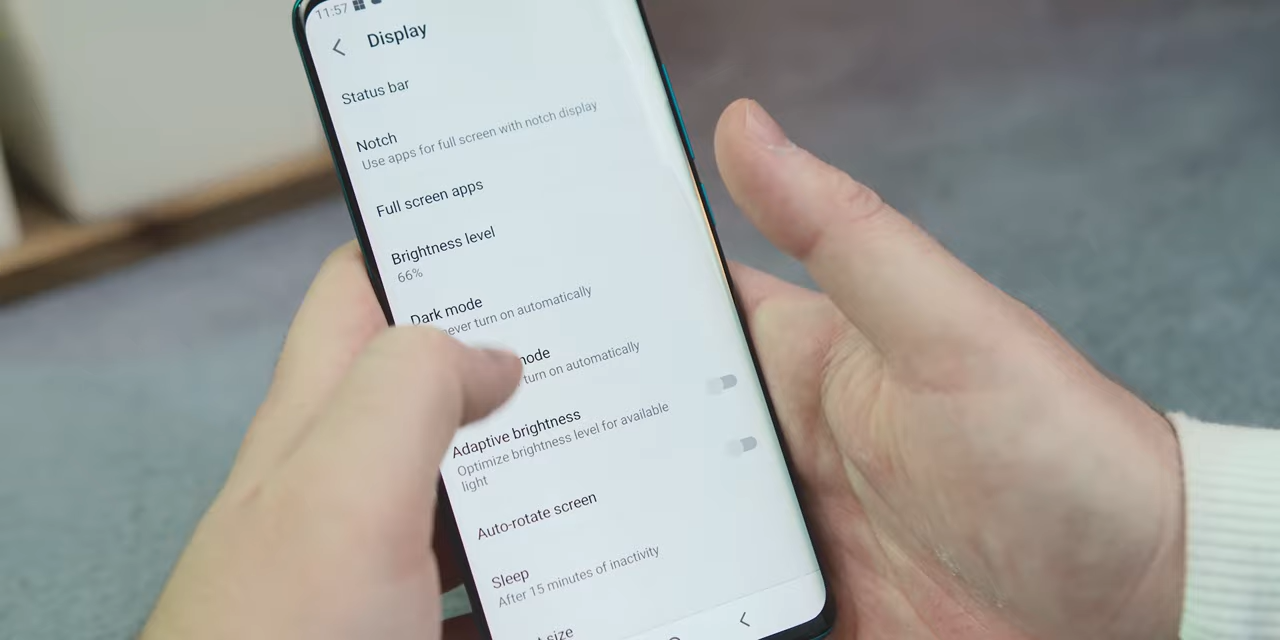 11:57
Display
Status bar
Notch
Use apps for full screen with notch display
Full screen apps
Brightness level
66%
Dark mode
never turn on automatically
mode
turn on automatically
Adaptive brightness
Optimize brightness level for available
light
Auto-rotate screen
Sleep
After 15 minutes of inactivity
size